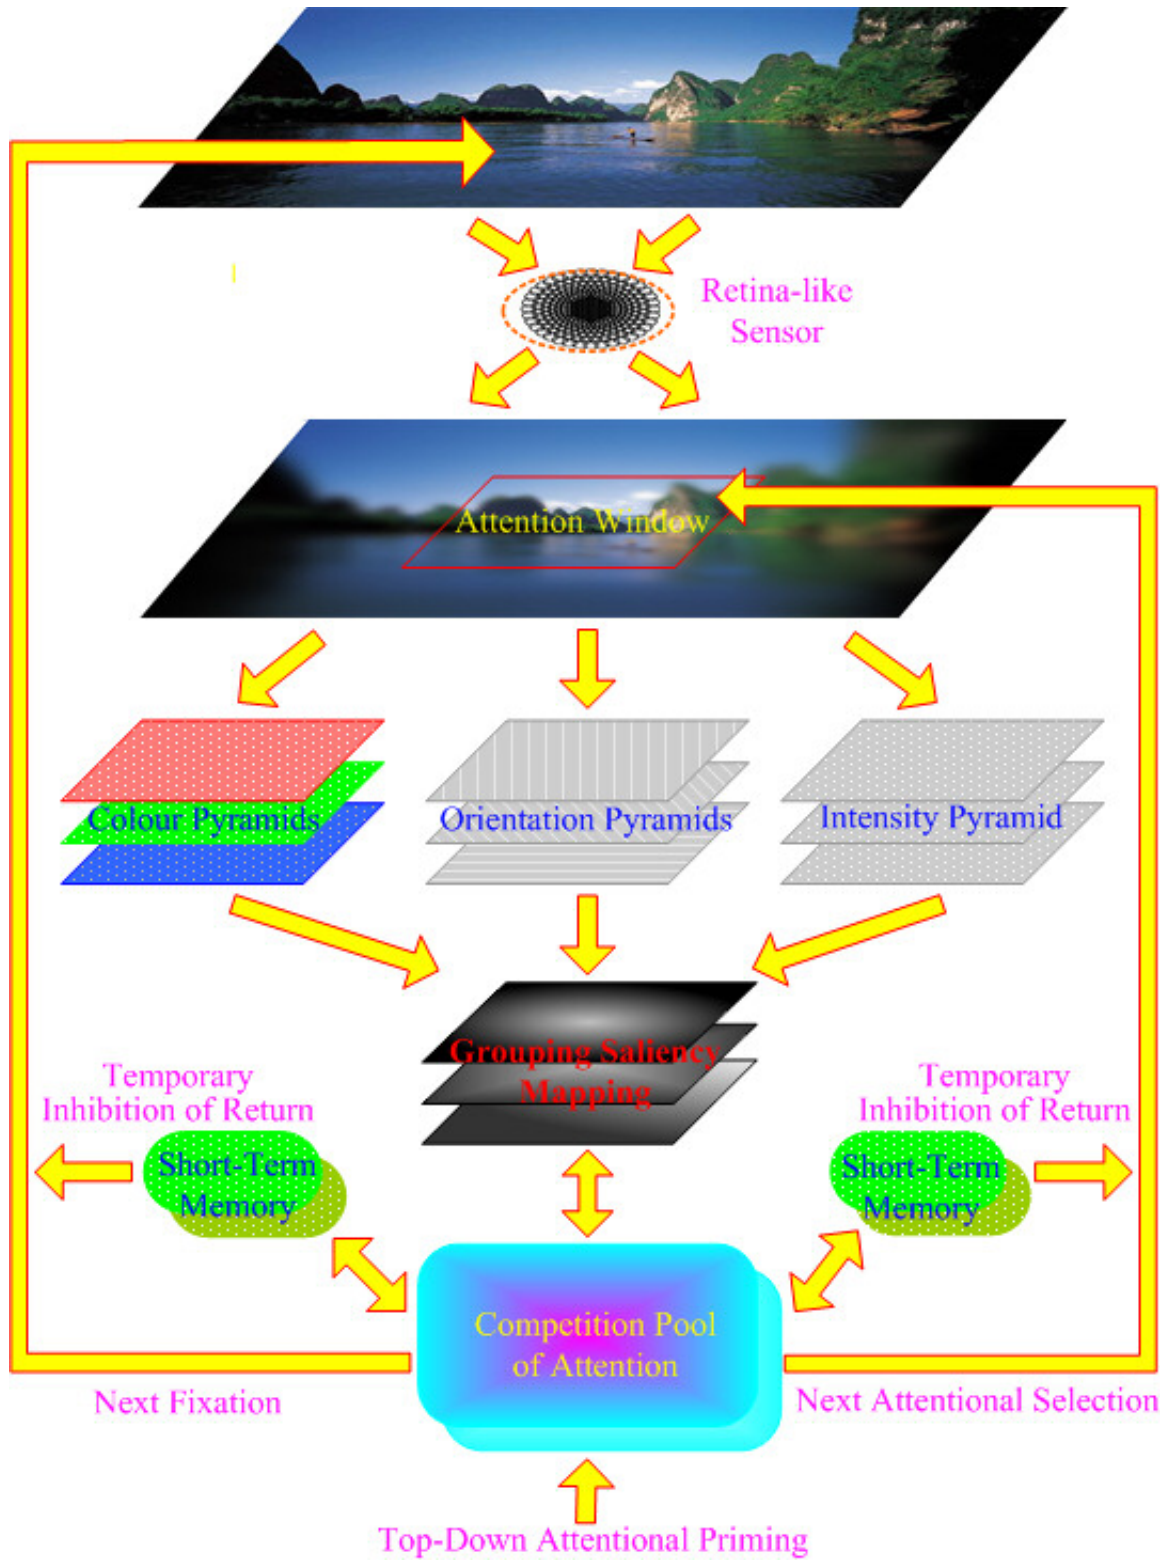 Retina-like
Sensor
Attention Window
Colour Pyramids
Orientation Pyramids
Intensity Pyramid
Grouping Saliency
Mapping
Temporary
Inhibition of Return
Short-Term
Memory
Temporary
Inhibition of Return
Short-Term
Memory
Competition Pool
of Attention
Next Fixation
Next Attentional Selection
Top-Down Attentional Priming